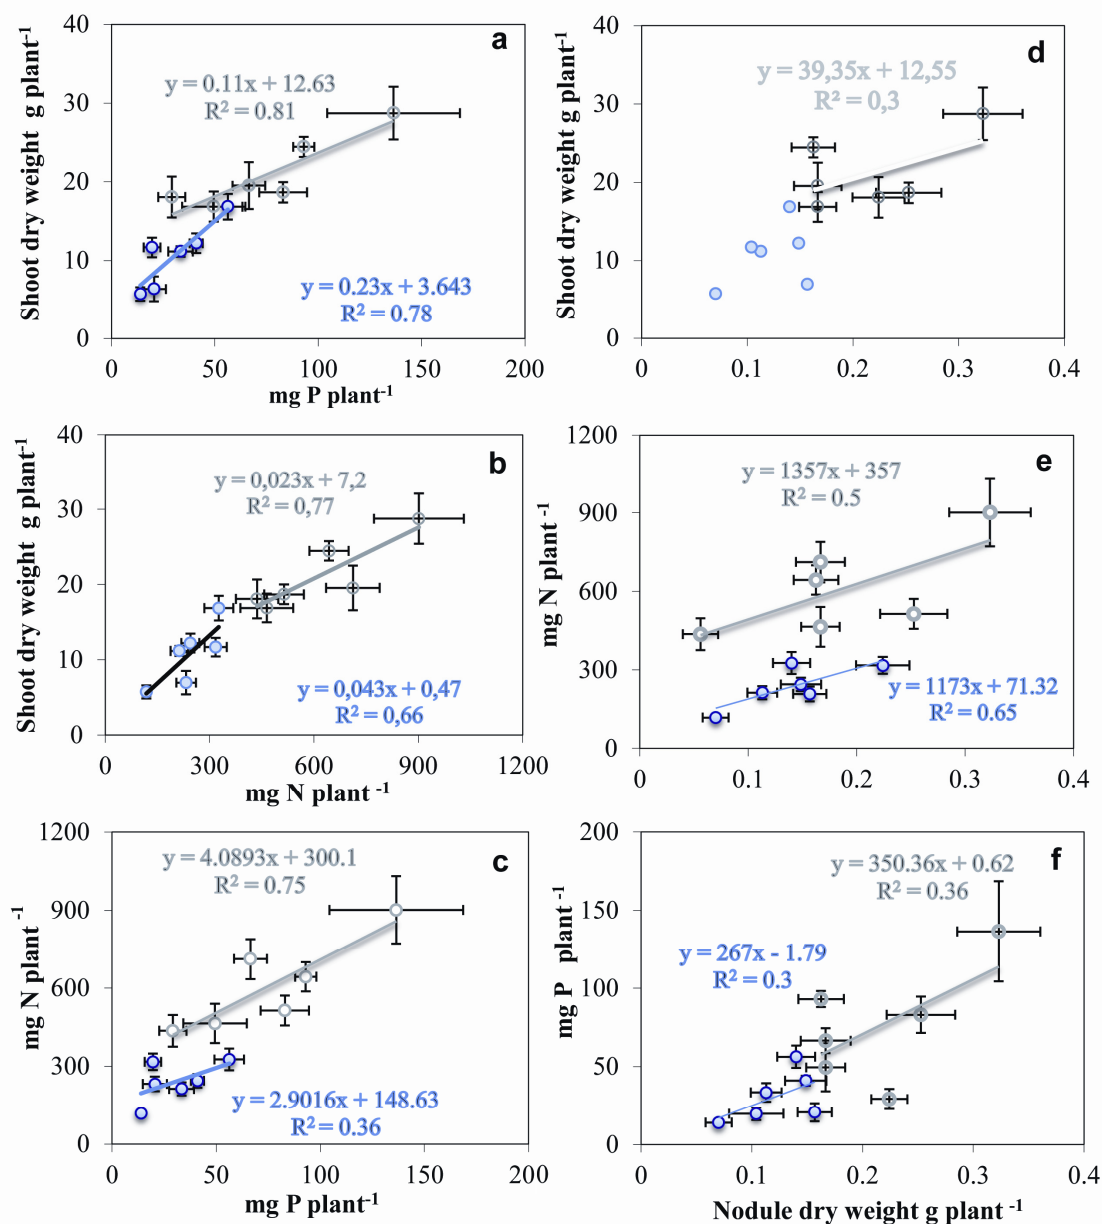 a
y = 0.11x + 12.63
R² = 0.81
y = 0.23x + 3.643
R² = 0.78
Shoot dry weight g plant⁻¹
40
30
20
10
0
0 50 100 150 200
mg P plant⁻¹
d
y = 39,35x + 12,55
R² = 0,3
Shoot dry weight g plant⁻¹
40
30
20
10
0
0 0.1 0.2 0.3 0.4
b
y = 0,023x + 7,2
R² = 0,77
y = 0,043x + 0,47
R² = 0,66
Shoot dry weight g plant⁻¹
40
30
20
10
0
0 300 600 900 1200
mg N plant ⁻¹
e
y = 1357x + 357
R² = 0.5
y = 1173x + 71.32
R² = 0.65
mg N plant ⁻¹
1200
900
600
300
0
0 0.1 0.2 0.3 0.4
c
y = 4.0893x + 300.1
R² = 0.75
y = 2.9016x + 148.63
R² = 0.36
mg N plant ⁻¹
1200
900
600
300
0
0 50 100 150 200
mg P plant⁻¹
f
y = 350.36x + 0.62
R² = 0.36
y = 267x - 1.79
R² = 0.3
mg P plant ⁻¹
200
150
100
50
0
0 0.1 0.2 0.3 0.4
Nodule dry weight g plant ⁻¹